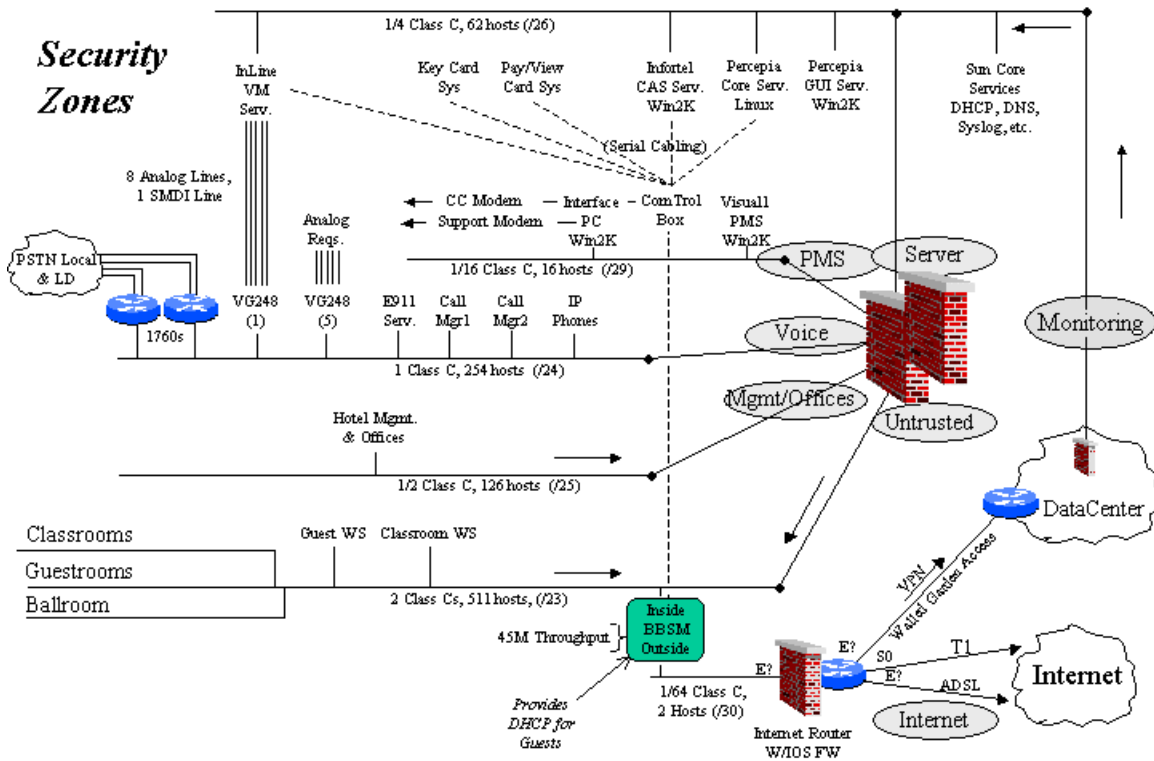 Security
Zones
1/4 Class C, 62 hosts (/26)
InLine
VM
Serv.
Key Card
Sys
Pay/View
Card Sys
Infortel
CAS Serv.
Win2K
Percepia
Core Serv.
Linux
Percepia
GUI Serv.
Win2K
Sun Core
Services
DHCP, DNS,
Syslog, etc.
(Serial Cabling)
8 Analog Lines,
1 SMDI Line
CC Modem
Support Modem
Interface
PC
Win2K
ComTrol
Box
Visuall
PMS
Win2K
Analog
Reqs.
1/16 Class C, 16 hosts (/29)
PMS
Server
PSTN Local
& LD
1760s
VG248
(1)
VG248
(5)
E911
Serv.
Call
Mgr1
Call
Mgr2
IP
Phones
Voice
Monitoring
1 Class C, 254 hosts (/24)
Mgmt/Offices
Untrusted
Hotel Mgmt.
& Offices
1/2 Class C, 126 hosts (/25)
DataCenter
Classrooms
Guestrooms
Ballroom
Guest WS
Classroom WS
2 Class Cs, 511 hosts, (/23)
VPN
Walled Garden Access
Inside
BBSM
Outside
45M Throughput
Provides
DHCP for
Guests
1/64 Class C,
2 Hosts (/30)
E?
E?
S0
E?
T1
ADSL
Internet
Internet
Internet Router
W/IOS FW